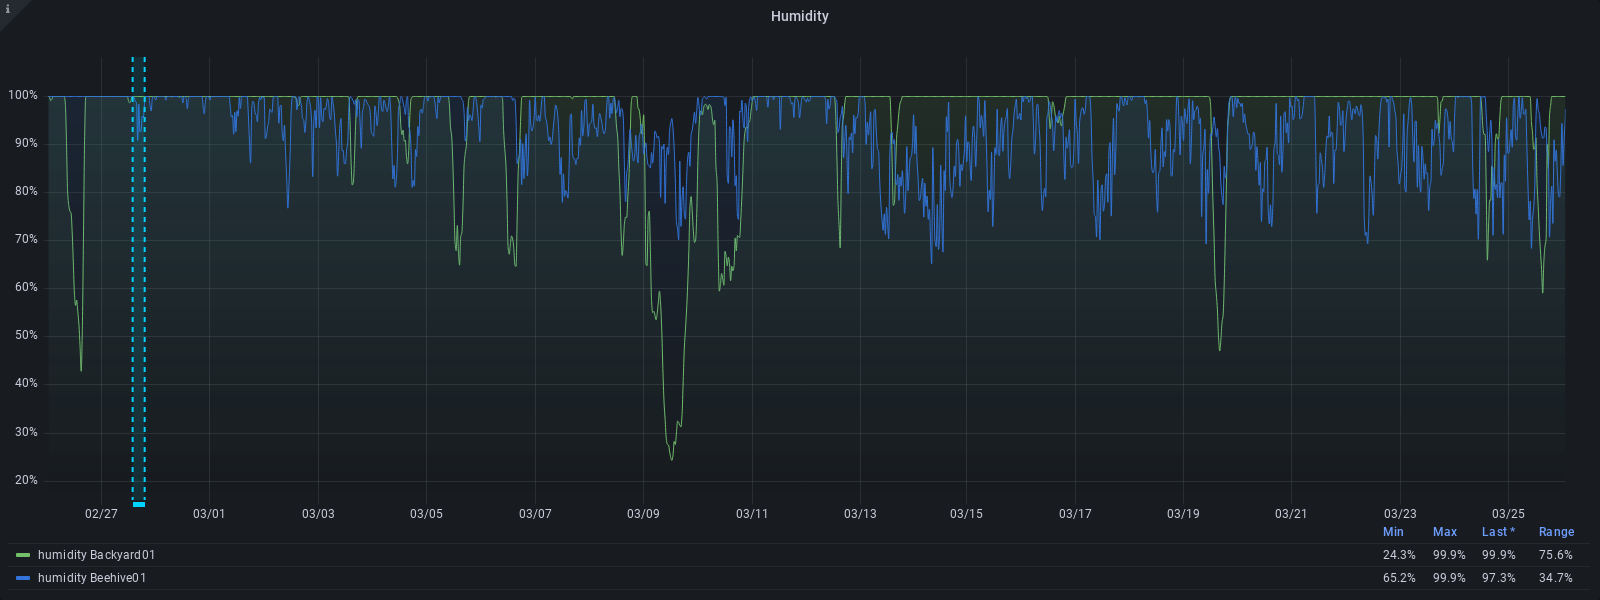 i
Humidity
100%
90%
80%
70%
60%
50%
40%
30%
20%
02/27 03/01 03/03 03/05 03/07 03/09 03/11 03/13 03/15 03/17 03/19 03/21 03/23 03/25
Min Max Last * Range
humidity Backyard01 24.3% 99.9% 99.9% 75.6%
humidity Beehive01 65.2% 99.9% 97.3% 34.7%